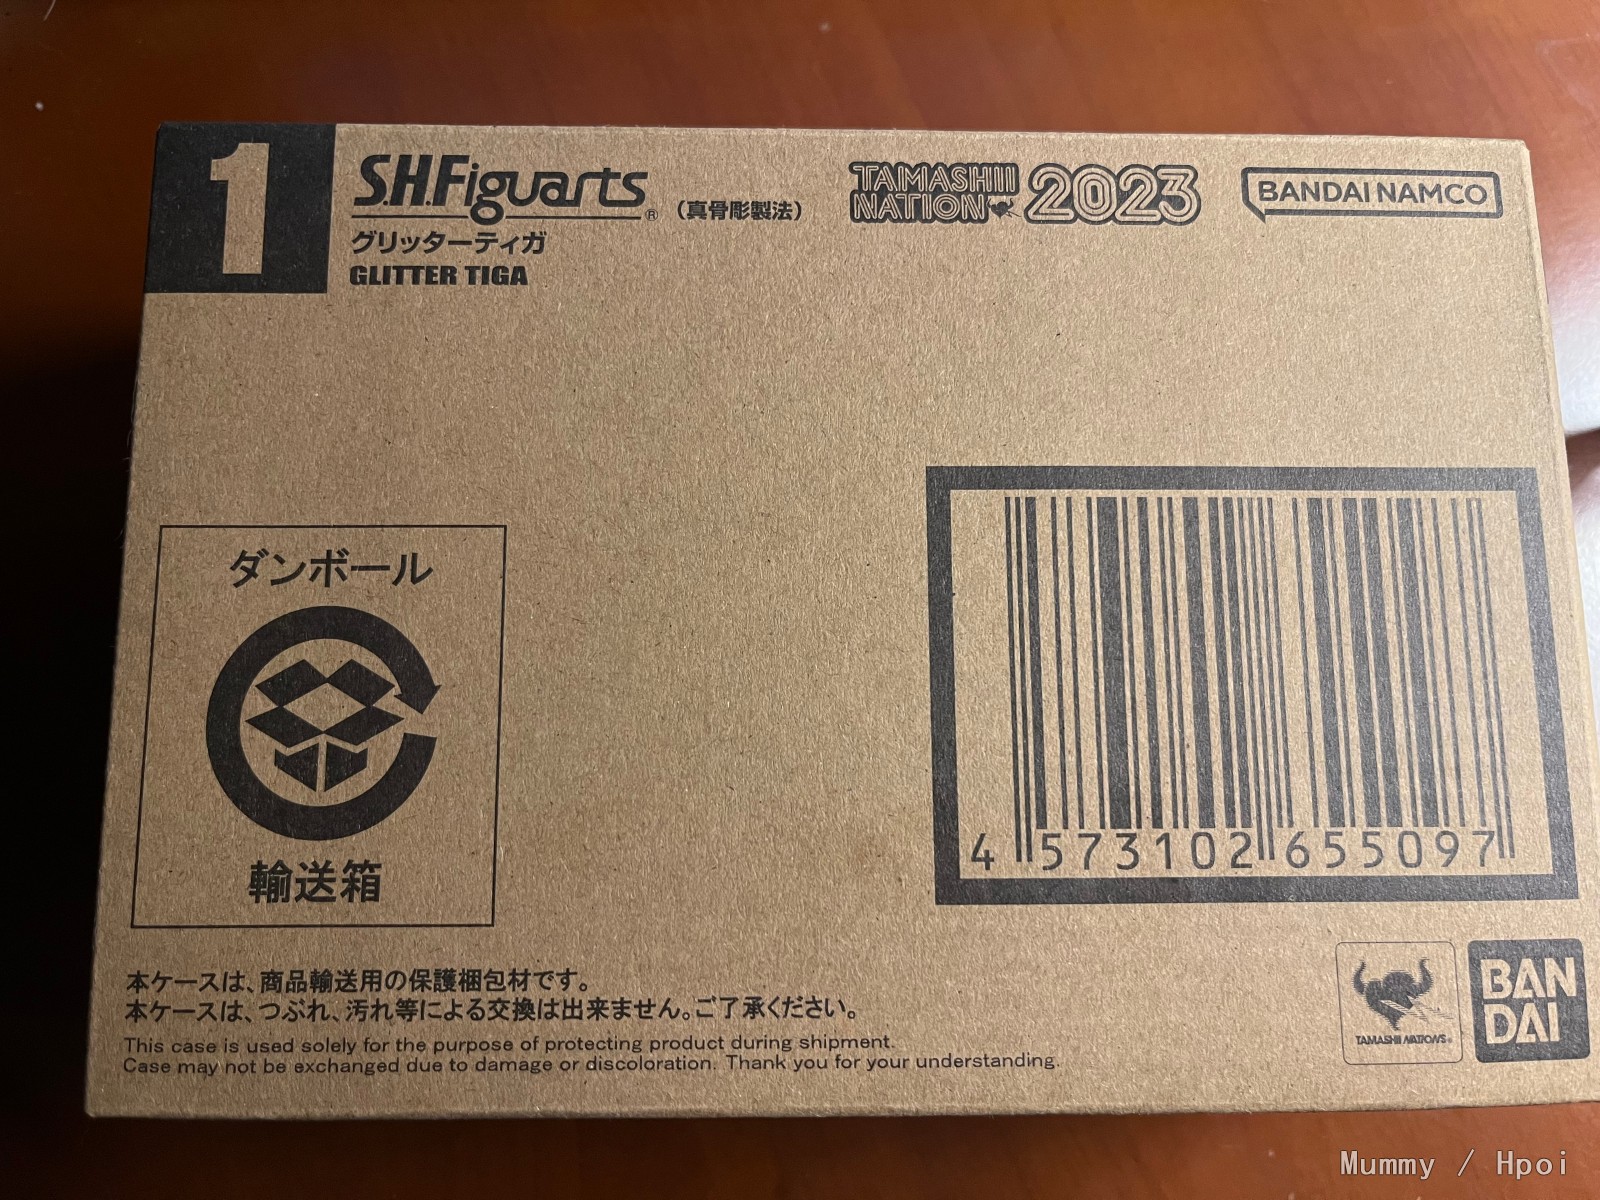 1
S.H.Figuarts® (真骨彫製法)
グリッターティガ
GLITTER TIGA
TAMASHII
NATION 2023
BANDAI NAMCO
ダンボール
輸送箱
4 573102 655097
本ケースは、商品輸送用の保護梱包材です。
本ケースは、つぶれ、汚れ等による交換は出来ません。ご了承ください。
This case is used solely for the purpose of protecting product during shipment.
Case may not be exchanged due to damage or discoloration. Thank you for your understanding.
TAMASHII NATIONS®
BAN
DAI
Mummy / Hpoi